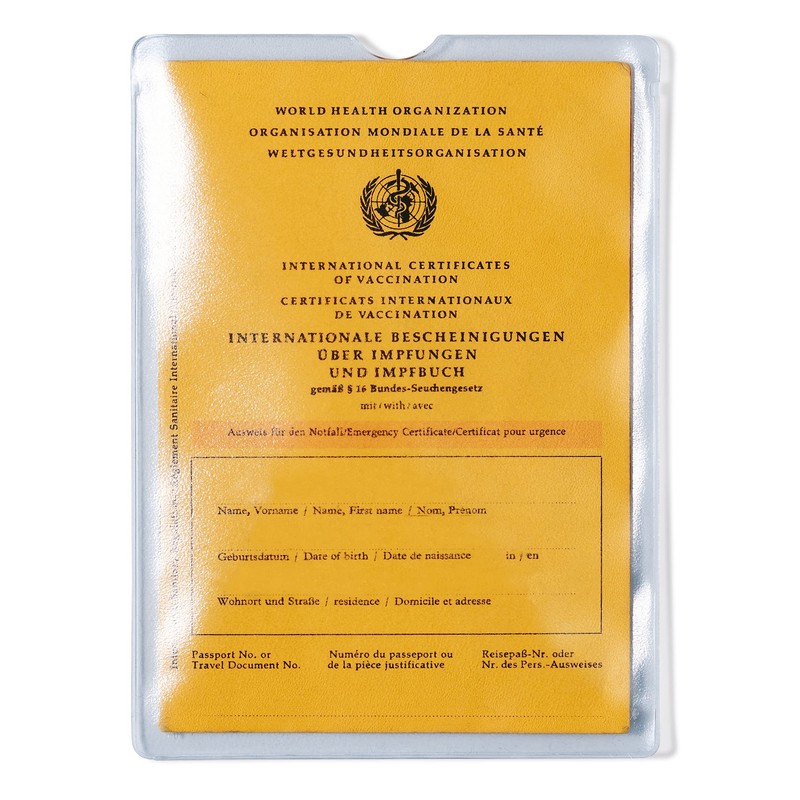 WORLD HEALTH ORGANIZATION
ORGANISATION MONDIALE DE LA SANTÉ
WELTGESUNDHEITSORGANISATION
INTERNATIONAL CERTIFICATES
OF VACCINATION
CERTIFICATS INTERNATIONAUX
DE VACCINATION
INTERNATIONALE BESCHEINIGUNGEN
ÜBER IMPFUNGEN
UND IMPFBUCH
gemäß § 16 Bundes-Seuchengesetz
mit / with / avec
Ausweis für den Notfall/Emergency Certificate/Certificat pour urgence
Name, Vorname / Name, First name / Nom, Prénom
Geburtsdatum / Date of birth / Date de naissance in / en
Wohnort und Straße / residence / Domicile et adresse
Passport No. or Numéro du passeport ou Reisepaß-Nr. oder
Travel Document No. de la pièce justificative Nr. des Pers.-Ausweises
Règlement Sanitaire International